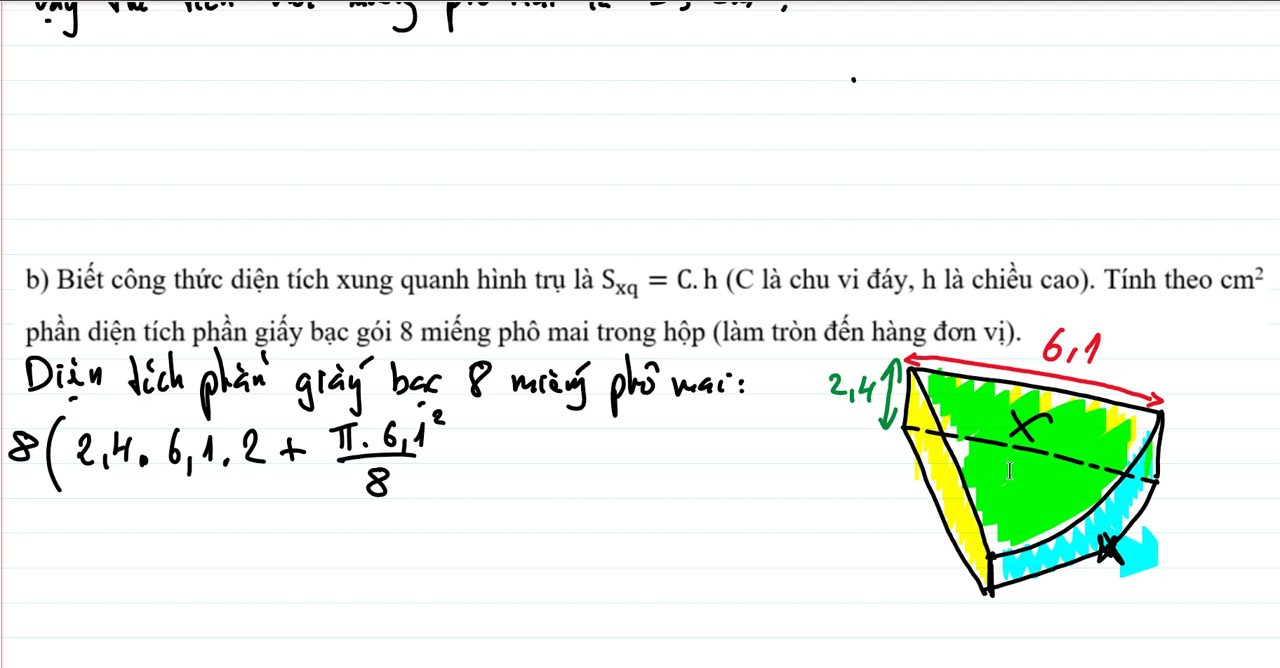 b) Biết công thức diện tích xung quanh hình trụ là Sxq = C. h (C là chu vi đáy, h là chiều cao). Tính theo cm²
phần diện tích phần giấy bạc gói 8 miếng phô mai trong hộp (làm tròn đến hàng đơn vị).
Diện tích phần giấy bạc 8 miếng phô mai:
8 ( 2,4 . 6,1 . 2 + π . 6,1² / 8
6,1
2,4